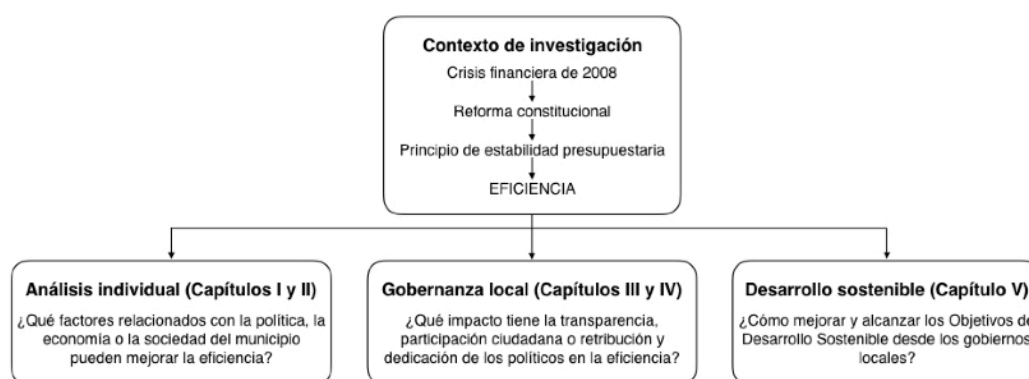 Contexto de investigación
Crisis financiera de 2008
Reforma constitucional
Principio de estabilidad presupuestaria
EFICIENCIA
Análisis individual (Capítulos I y II)
¿Qué factores relacionados con la política, la
economía o la sociedad del municipio
pueden mejorar la eficiencia?
Gobernanza local (Capítulos III y IV)
¿Qué impacto tiene la transparencia,
participación ciudadana o retribución y
dedicación de los políticos en la eficiencia?
Desarrollo sostenible (Capítulo V)
¿Cómo mejorar y alcanzar los Objetivos de
Desarrollo Sostenible desde los gobiernos
locales?